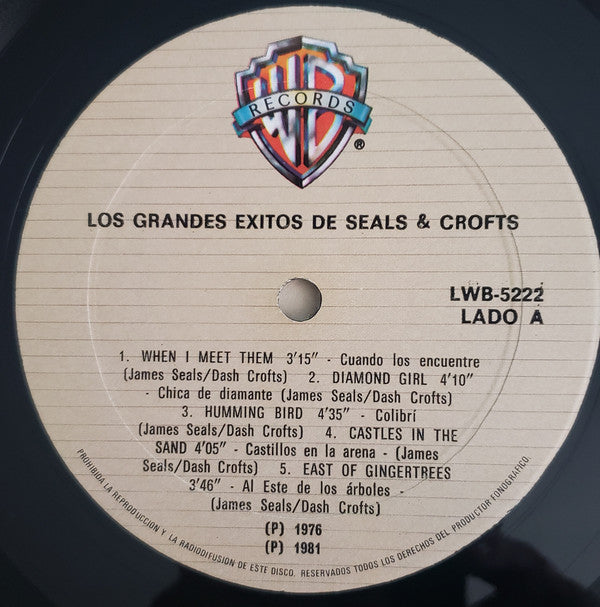 WB
RECORDS
®
LOS GRANDES EXITOS DE SEALS & CROFTS
LWB-5222
LADO A
1. WHEN I MEET THEM 3'15" - Cuando los encuentre
(James Seals/Dash Crofts) 2. DIAMOND GIRL 4'10"
- Chica de diamante (James Seals/Dash Crofts)
3. HUMMING BIRD 4'35" - Colibrí
(James Seals/Dash Crofts) 4. CASTLES IN THE
SAND 4'05" - Castillos en la arena - (James
Seals/Dash Crofts) 5. EAST OF GINGERTREES
3'46" - Al Este de los árboles -
(James Seals/Dash Crofts)
(P) 1976
(P) 1981
PROHIBIDA LA REPRODUCCION Y LA RADIODIFUSION DE ESTE DISCO. RESERVADOS TODOS LOS DERECHOS DEL PRODUCTOR FONOGRAFICO.